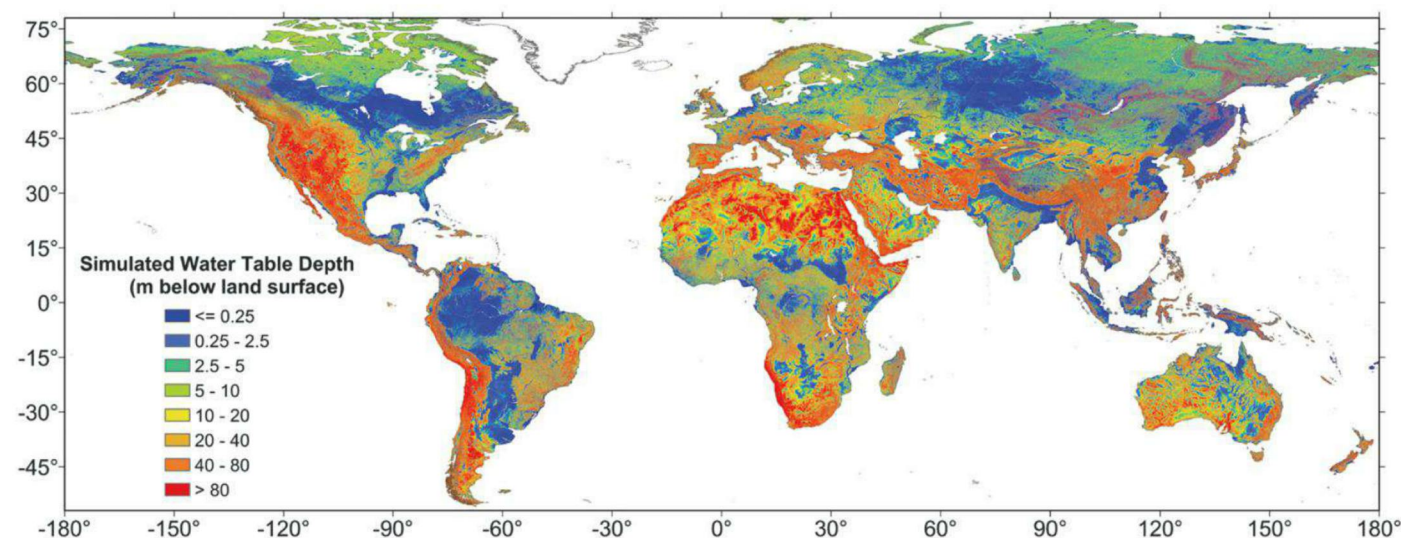 75°
60°
45°
30°
15°
0°
-15°
-30°
-45°
Simulated Water Table Depth
(m below land surface)
<= 0.25
0.25 - 2.5
2.5 - 5
5 - 10
10 - 20
20 - 40
40 - 80
> 80
-180° -150° -120° -90° -60° -30° 0° 30° 60° 90° 120° 150° 180°